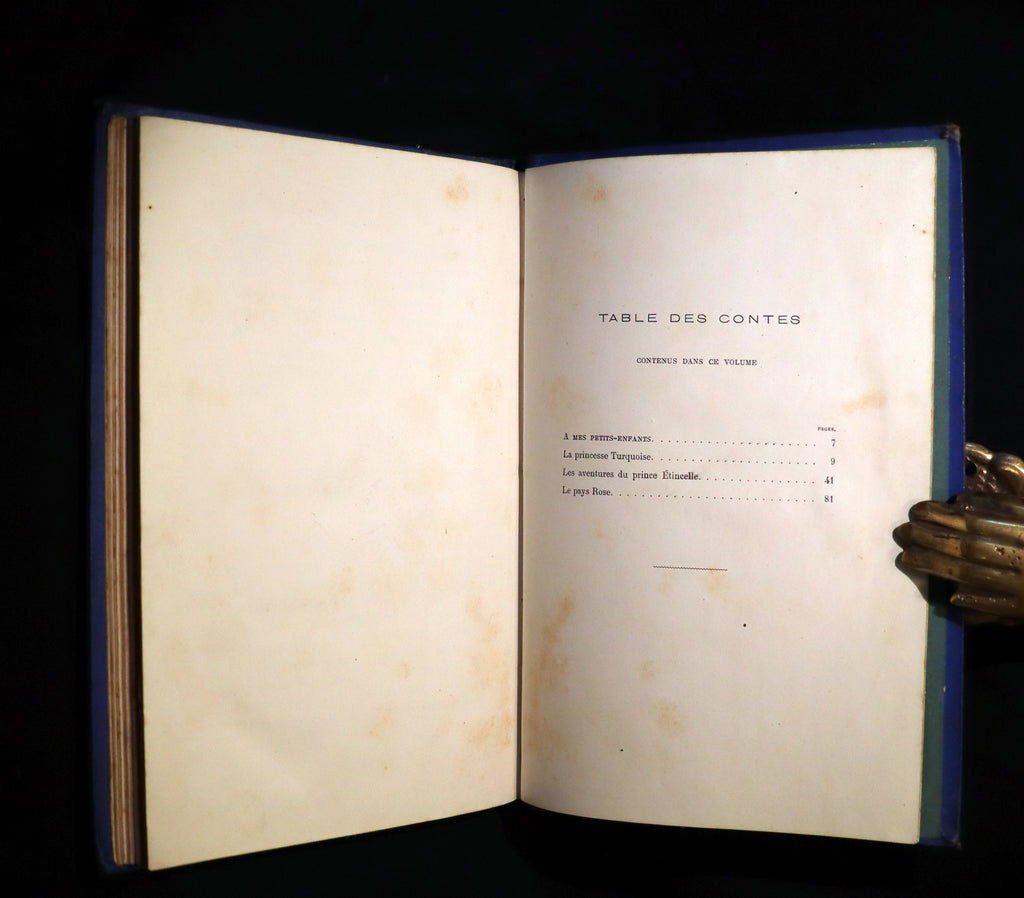 TABLE DES CONTES
CONTENUS DANS CE VOLUME
PAGES.
A MES PETITS-ENFANTS. . . . . . . . . . . . . . . . . . . . . . 7
La princesse Turquoise. . . . . . . . . . . . . . . . . . . . . . 9
Les aventures du prince Étincelle. . . . . . . . . . . . . . . 41
Le pays Rose. . . . . . . . . . . . . . . . . . . . . . . . . . . 81